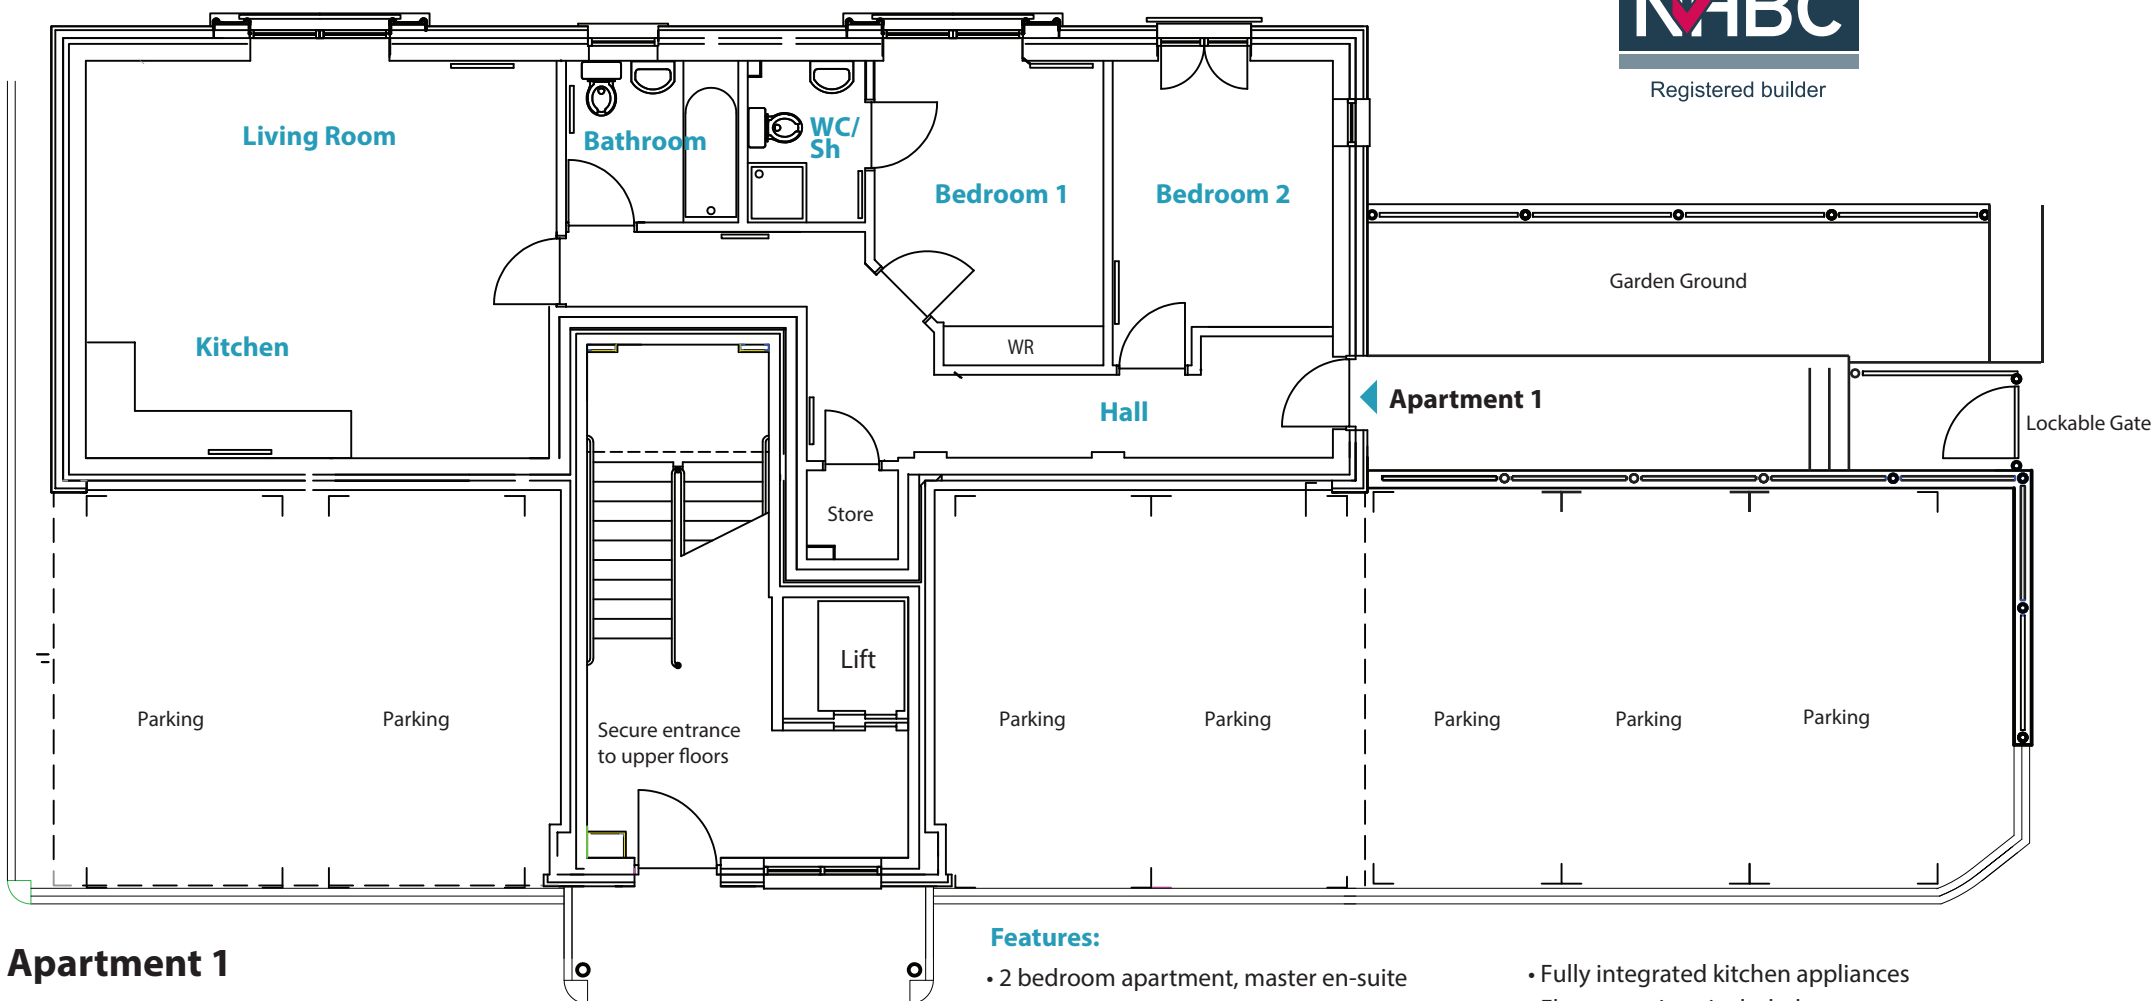 NHBC
Registered builder
Living Room
Bathroom
WC/
Sh
Bedroom 1
Bedroom 2
Garden Ground
Kitchen
WR
Hall
Apartment 1
Lockable Gate
Store
Lift
Secure entrance
to upper floors
Parking
Parking
Parking
Parking
Parking
Parking
Parking
Apartment 1
Features:
• 2 bedroom apartment, master en-suite
• Fully integrated kitchen appliances